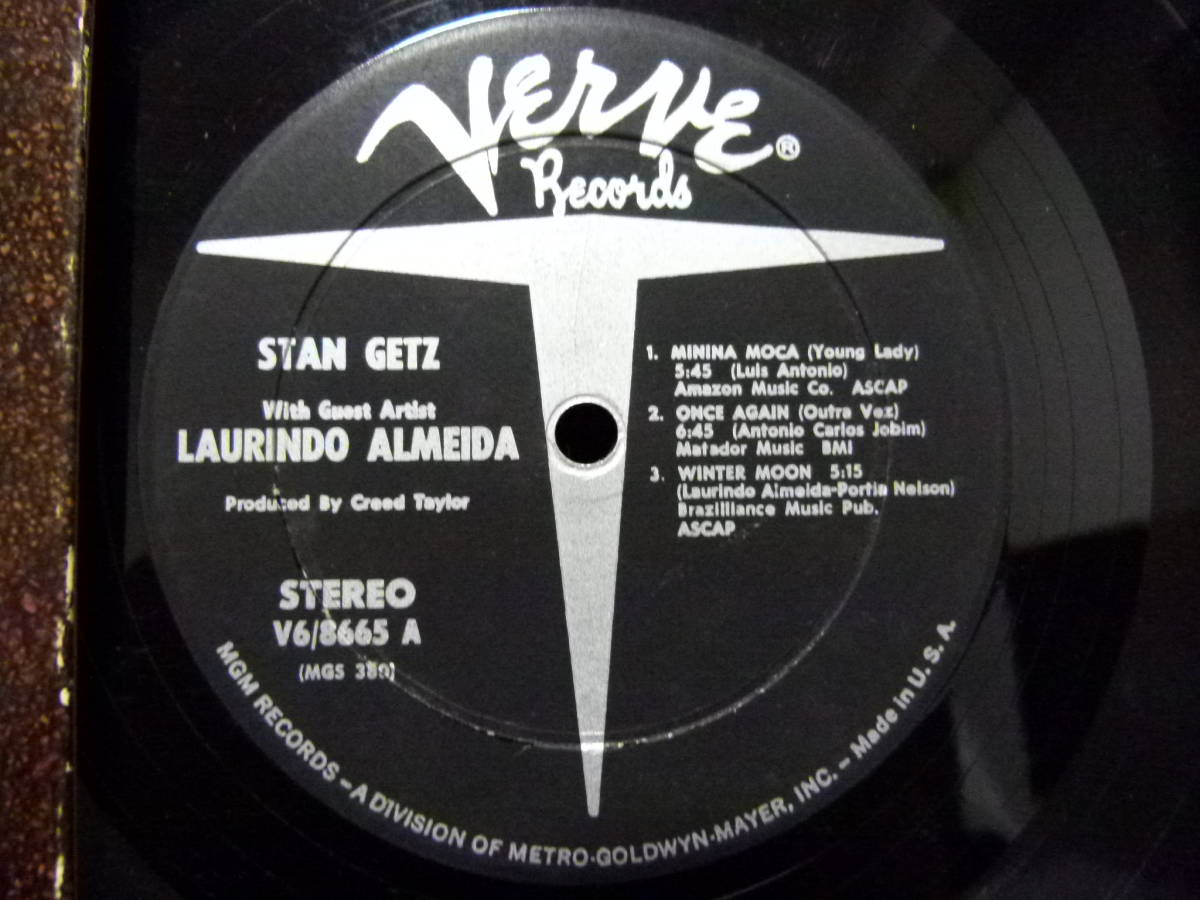 Verve®
Records
STAN GETZ
With Guest Artist
LAURINDO ALMEIDA
Produced By Creed Taylor
STEREO
V6/8665 A
(MGS 380)
1. MININA MOCA (Young Lady)
5:45 (Luis Antonio)
Amazon Music Co. ASCAP
2. ONCE AGAIN (Outra Vez)
6:45 (Antonio Carlos Jobim)
Matador Music BMI
3. WINTER MOON 5:15
(Laurindo Almeida-Portia Nelson)
Brazilliance Music Pub.
ASCAP
MGM RECORDS – A DIVISION OF METRO-GOLDWYN-MAYER, INC. – Made in U. S. A.